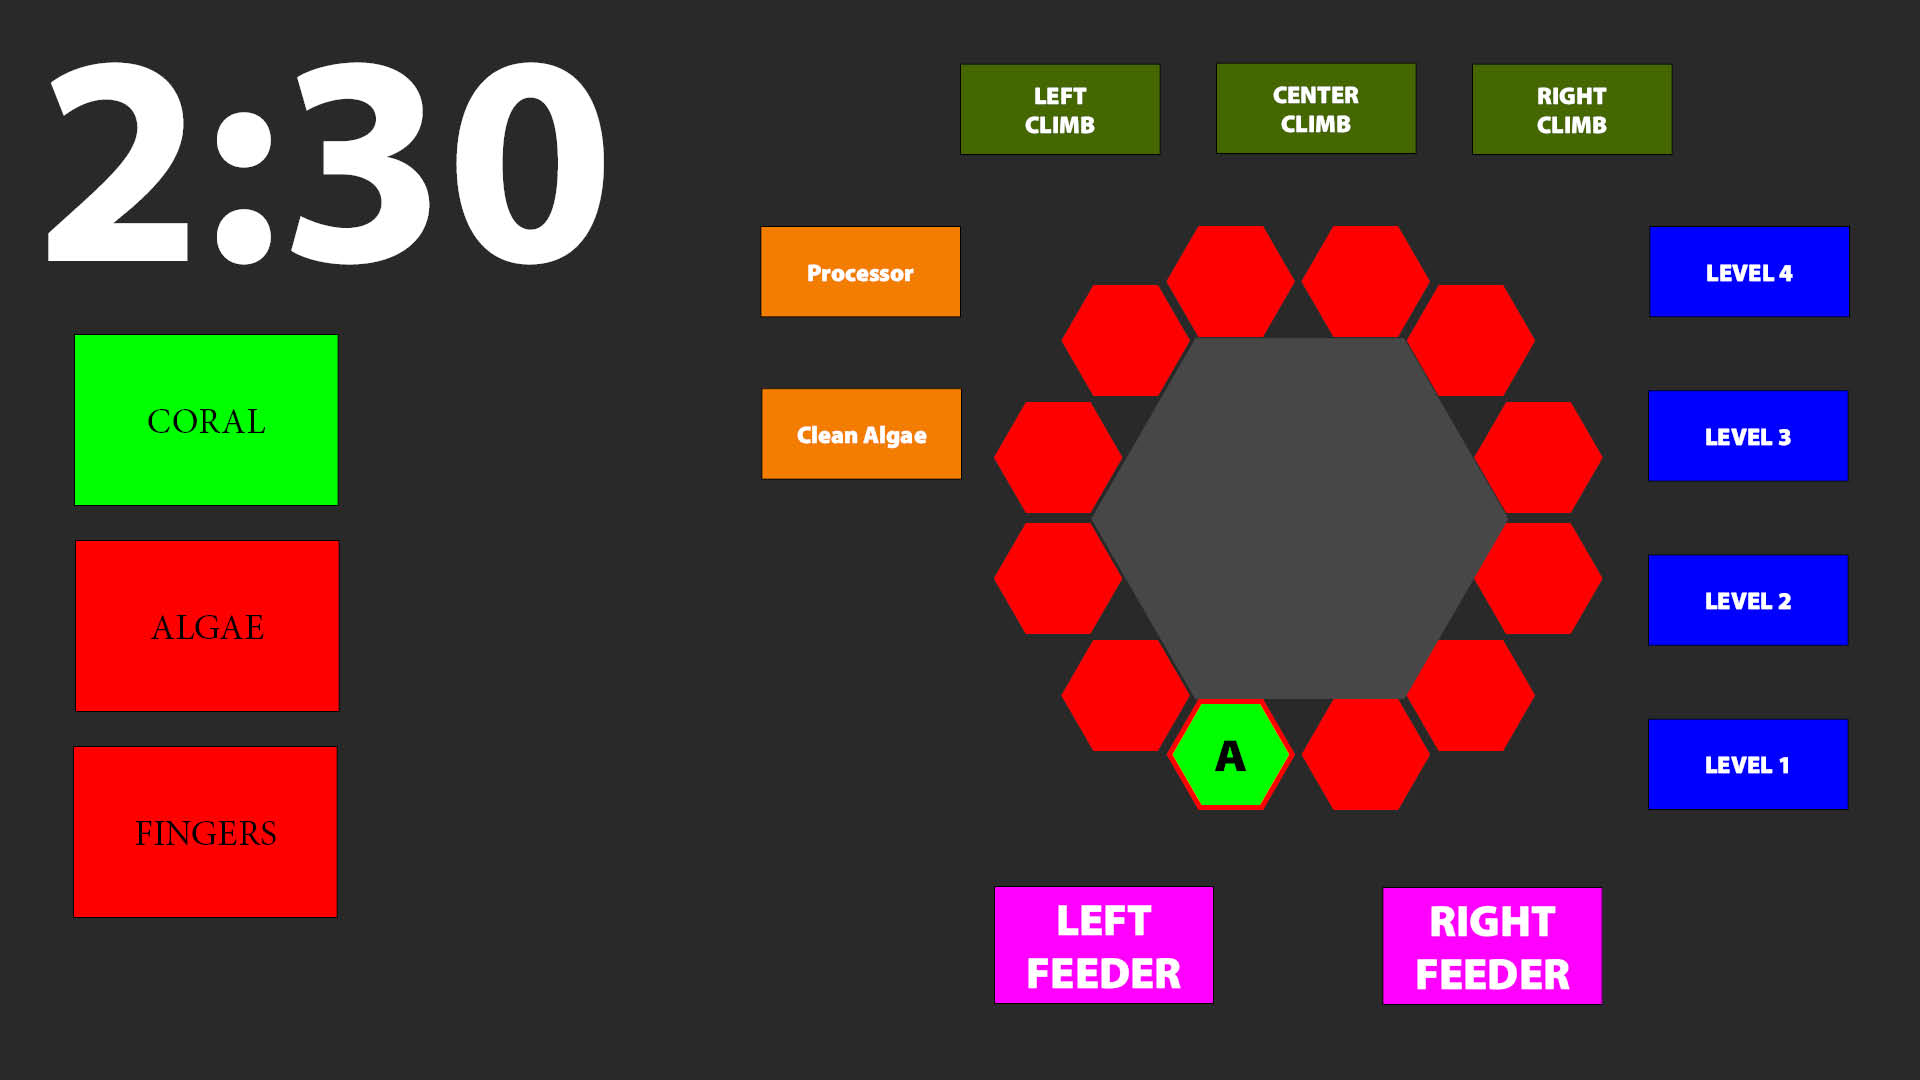 2:30
LEFT
CLIMB
CENTER
CLIMB
RIGHT
CLIMB
Processor
LEVEL 4
CORAL
Clean Algae
LEVEL 3
ALGAE
LEVEL 2
A
LEVEL 1
FINGERS
LEFT
FEEDER
RIGHT
FEEDER